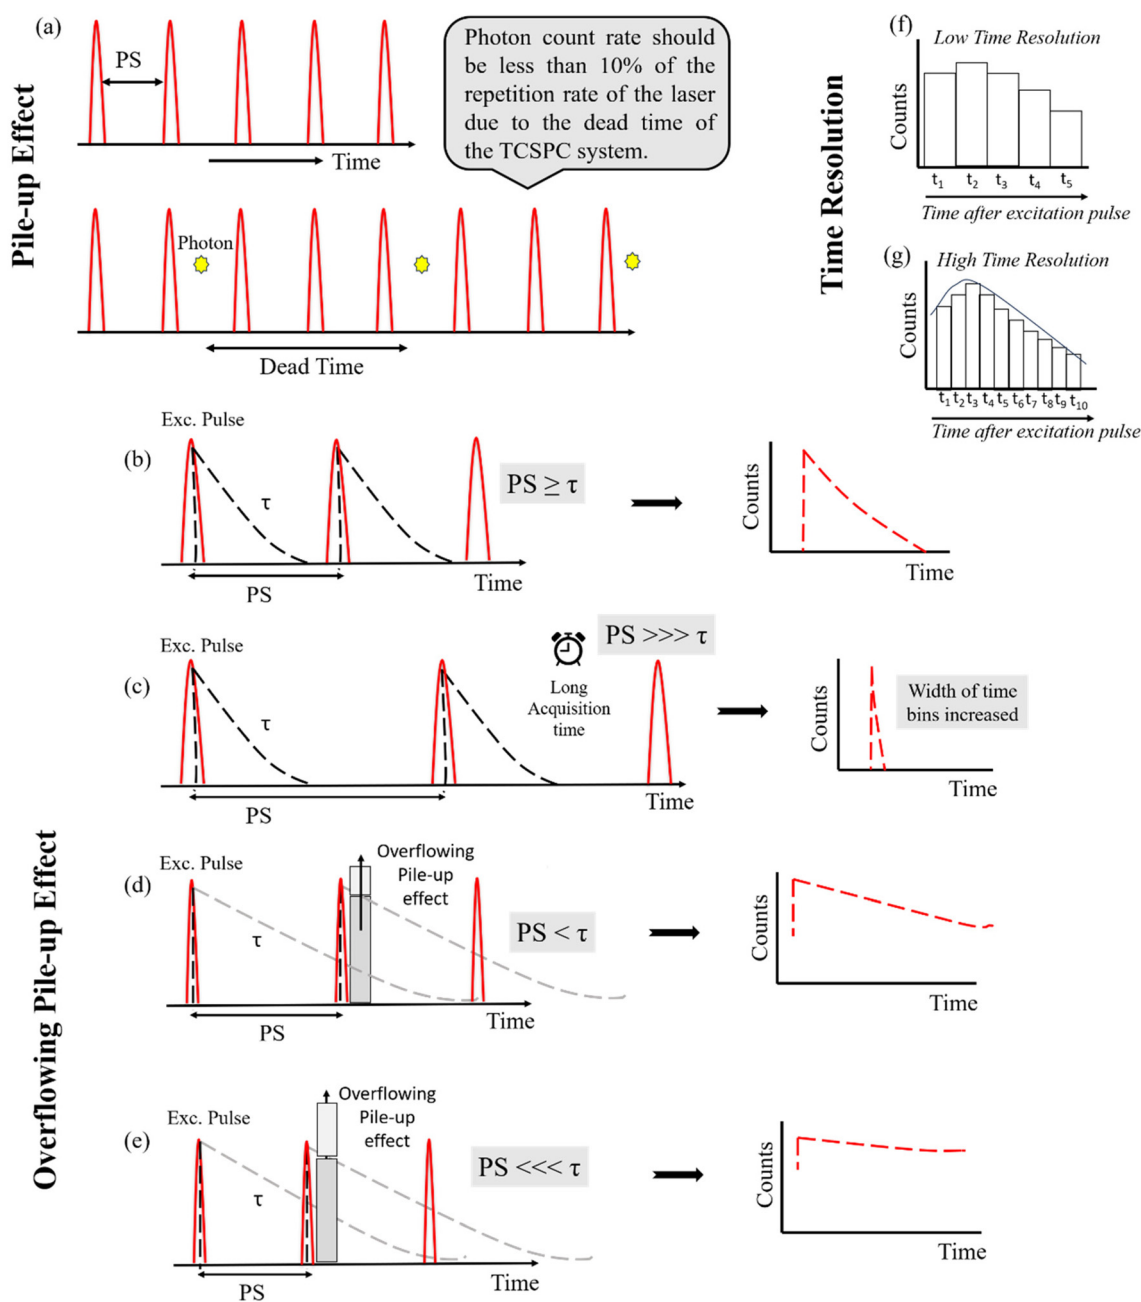 (a)
PS
Time
Pile-up Effect
Photon count rate should
be less than 10% of the
repetition rate of the laser
due to the dead time of
the TCSPC system.
Photon
Dead Time
Time Resolution
(f)
Low Time Resolution
Counts
t₁ t₂ t₃ t₄ t₅
Time after excitation pulse
(g)
High Time Resolution
Counts
t₁ t₂ t₃ t₄ t₅ t₆ t₇ t₈ t₉ t₁₀
Time after excitation pulse
Overflowing Pile-up Effect
Exc. Pulse
(b)
τ
PS ≥ τ
PS
Time
Counts
Time
Exc. Pulse
(c)
τ
Long
Acquisition
time
PS >>> τ
PS
Time
Counts
Width of time
bins increased
Time
Exc. Pulse
(d)
τ
Overflowing
Pile-up
effect
PS < τ
PS
Time
Counts
Time
Exc. Pulse
(e)
τ
Overflowing
Pile-up
effect
PS <<< τ
PS
Time
Counts
Time